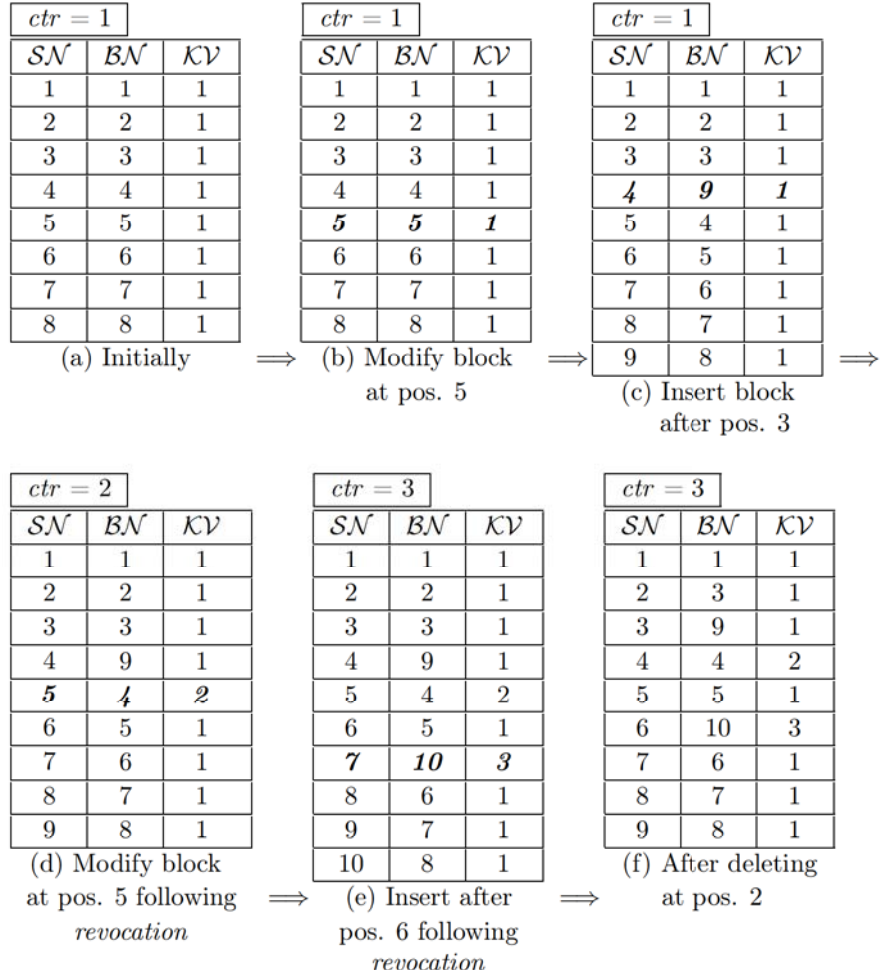 ctr = 1
SN BN KV
1 1 1
2 2 1
3 3 1
4 4 1
5 5 1
6 6 1
7 7 1
8 8 1
(a) Initially
⟹
ctr = 1
SN BN KV
1 1 1
2 2 1
3 3 1
4 4 1
5 5 1
6 6 1
7 7 1
8 8 1
(b) Modify block
at pos. 5
⟹
ctr = 1
SN BN KV
1 1 1
2 2 1
3 3 1
4 9 1
5 4 1
6 5 1
7 6 1
8 7 1
9 8 1
(c) Insert block
after pos. 3
⟹
ctr = 2
SN BN KV
1 1 1
2 2 1
3 3 1
4 9 1
5 4 2
6 5 1
7 6 1
8 7 1
9 8 1
(d) Modify block
at pos. 5 following
revocation
⟹
ctr = 3
SN BN KV
1 1 1
2 2 1
3 3 1
4 9 1
5 4 2
6 5 1
7 10 3
8 6 1
9 7 1
10 8 1
(e) Insert after
pos. 6 following
revocation
⟹
ctr = 3
SN BN KV
1 1 1
2 3 1
3 9 1
4 4 2
5 5 1
6 10 3
7 6 1
8 7 1
9 8 1
(f) After deleting
at pos. 2